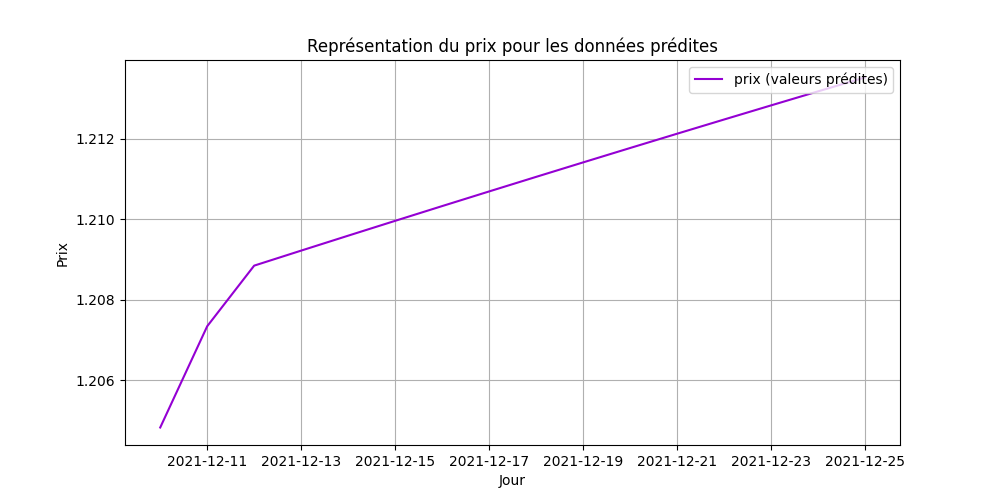 Représentation du prix pour les données prédites
prix (valeurs prédites)
1.212
1.210
1.208
1.206
Prix
2021-12-11 2021-12-13 2021-12-15 2021-12-17 2021-12-19 2021-12-21 2021-12-23 2021-12-25
Jour